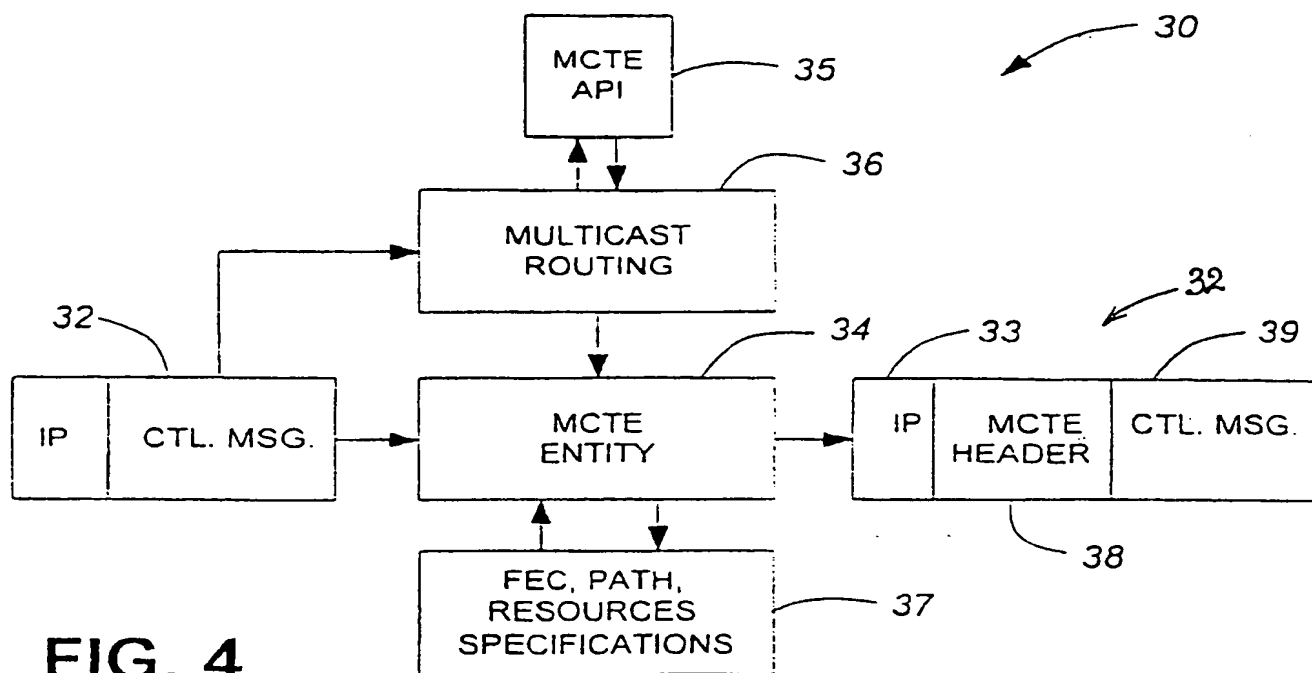 30
MCTE
API
35
36
MULTICAST
ROUTING
32
32
34
33
39
IP
CTL. MSG.
MCTE
ENTITY
IP
MCTE
HEADER
CTL. MSG.
38
FEC, PATH,
RESOURCES
SPECIFICATIONS
37
FIG. 4